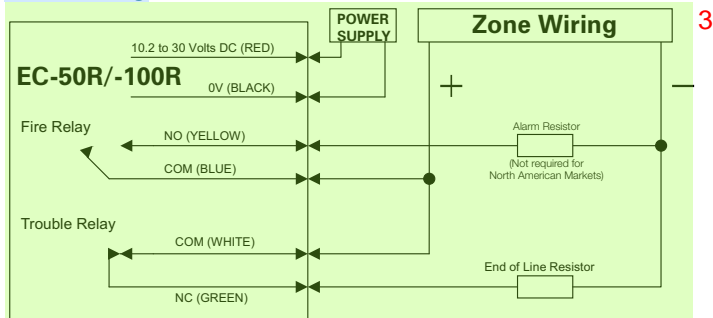 POWER
SUPPLY
Zone Wiring
3
10.2 to 30 Volts DC (RED)
EC-50R/-100R
+
−
0V (BLACK)
Fire Relay
NO (YELLOW)
Alarm Resistor
(Not required for
North American Markets)
COM (BLUE)
Trouble Relay
COM (WHITE)
End of Line Resistor
NC (GREEN)